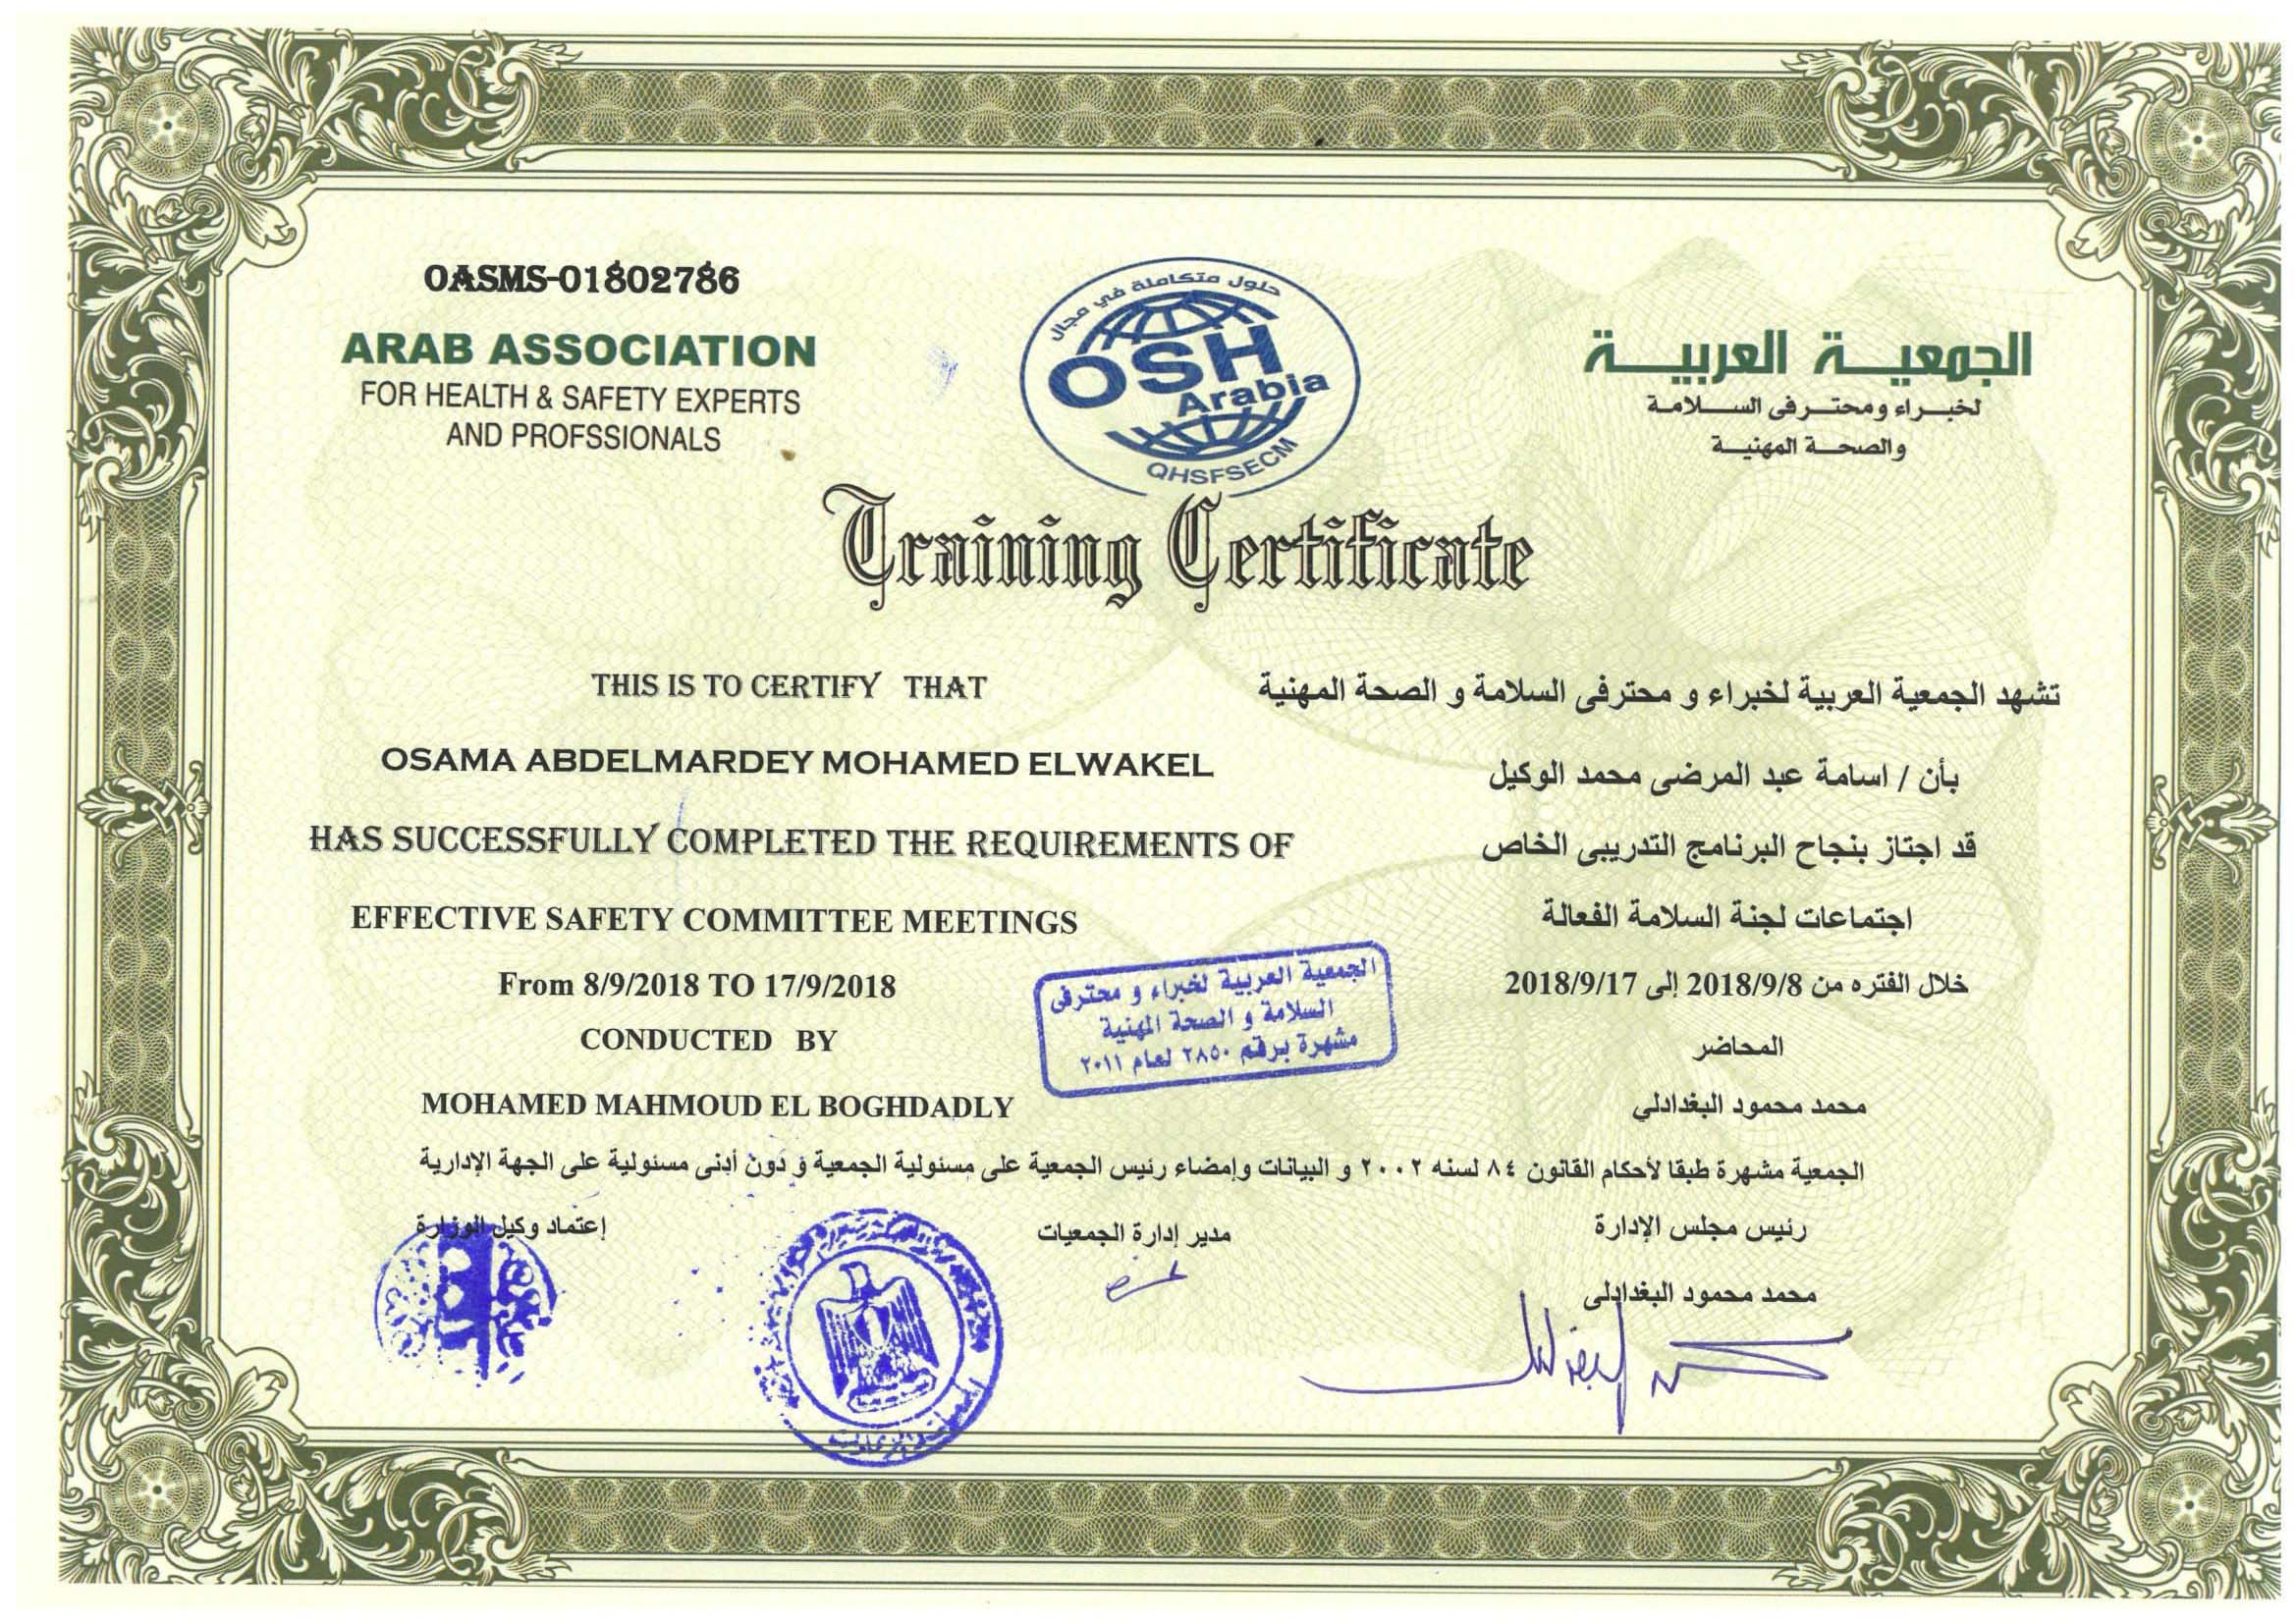 OASMS-01802786
ARAB ASSOCIATION
FOR HEALTH & SAFETY EXPERTS
AND PROFSSIONALS
حلول متكاملة في مجال
OSH
Arabia
QHSFSECM
الجمعيــة العربيــــة
لخبـــراء ومحتـــرفى الســـلامـة
والصحـــة المهنيـــة
Training Certificate
THIS IS TO CERTIFY THAT
تشهد الجمعية العربية لخبراء و محترفى السلامة و الصحة المهنية
OSAMA ABDELMARDEY MOHAMED ELWAKEL
بأن / اسامة عبد المرضى محمد الوكيل
HAS SUCCESSFULLY COMPLETED THE REQUIREMENTS OF
قد اجتاز بنجاح البرنامج التدريبى الخاص
EFFECTIVE SAFETY COMMITTEE MEETINGS
اجتماعات لجنة السلامة الفعالة
From 8/9/2018 TO 17/9/2018
خلال الفتره من 2018/9/8 إلى 2018/9/17
CONDUCTED BY
المحاضر
MOHAMED MAHMOUD EL BOGHDADLY
محمد محمود البغدادلي
الجمعية العربية لخبراء و محترفى
السلامة و الصحة المهنية
مشهرة برقم ٢٨٥٠ لعام ٢٠١١
الجمعية مشهرة طبقا لأحكام القانون ٨٤ لسنه ٢٠٠٢ و البيانات وإمضاء رئيس الجمعية على مسئولية الجمعية و دون أدنى مسئولية على الجهة الإدارية
رئيس مجلس الإدارة
مدير إدارة الجمعيات
إعتماد وكيل الوزارة
محمد محمود البغدادلى